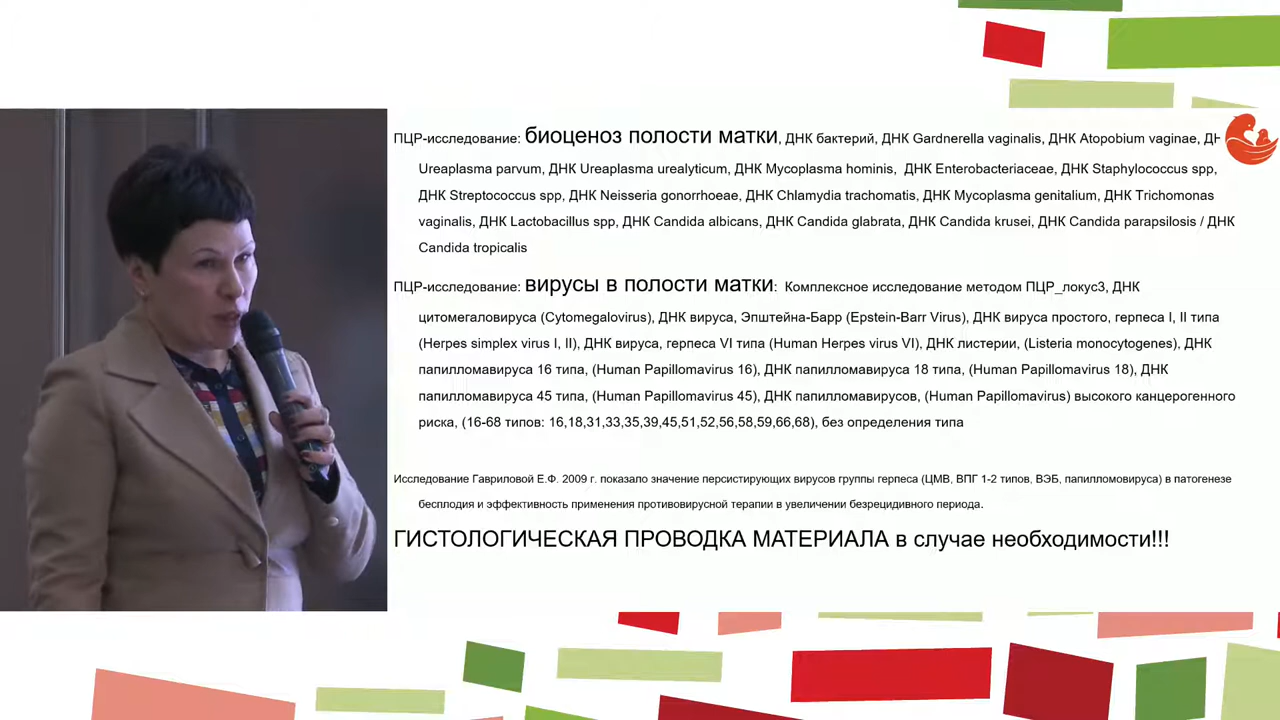 ПЦР-исследование: биоценоз полости матки, ДНК бактерий, ДНК Gardnerella vaginalis, ДНК Atopobium vaginae,
Ureaplasma parvum, ДНК Ureaplasma urealyticum, ДНК Mycoplasma hominis, ДНК Enterobacteriaceae, ДНК Staphylococcus spp,
ДНК Streptococcus spp, ДНК Neisseria gonorrhoeae, ДНК Chlamydia trachomatis, ДНК Mycoplasma genitalium, ДНК Trichomonas
vaginalis, ДНК Lactobacillus spp, ДНК Candida albicans, ДНК Candida glabrata, ДНК Candida krusei, ДНК Candida parapsilosis / ДНК
Candida tropicalis
ПЦР-исследование: вирусы в полости матки: Комплексное исследование методом ПЦР_локус3, ДНК
цитомегаловируса (Cytomegalovirus), ДНК вируса, Эпштейна-Барр (Epstein-Barr Virus), ДНК вируса простого, герпеса I, II типа
(Herpes simplex virus I, II), ДНК вируса, герпеса VI типа (Human Herpes virus VI), ДНК листерии, (Listeria monocytogenes), ДНК
папилломавируса 16 типа, (Human Papillomavirus 16), ДНК папилломавируса 18 типа, (Human Papillomavirus 18), ДНК
папилломавируса 45 типа, (Human Papillomavirus 45), ДНК папилломавирусов, (Human Papillomavirus) высокого канцерогенного
риска, (16-68 типов: 16,18,31,33,35,39,45,51,52,56,58,59,66,68), без определения типа
Исследование Гавриловой Е.Ф. 2009 г. показало значение персистирующих вирусов группы герпеса (ЦМВ, ВПГ 1-2 типов, ВЭБ, папилломовируса) в патогенезе
бесплодия и эффективность применения противовирусной терапии в увеличении безрецидивного периода.
ГИСТОЛОГИЧЕСКАЯ ПРОВОДКА МАТЕРИАЛА в случае необходимости!!!